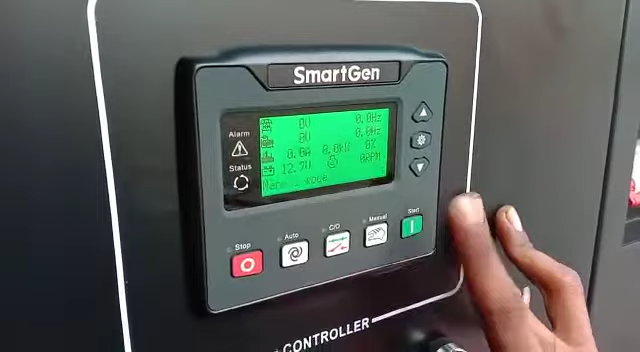 SmartGen
Alarm
Status
0V 0.0Hz
0V 0.0Hz
0.0A 0.0kW 0%
12.7V 0RPM
Stop
Auto
C/O
Manual
Start
CONTROLLER